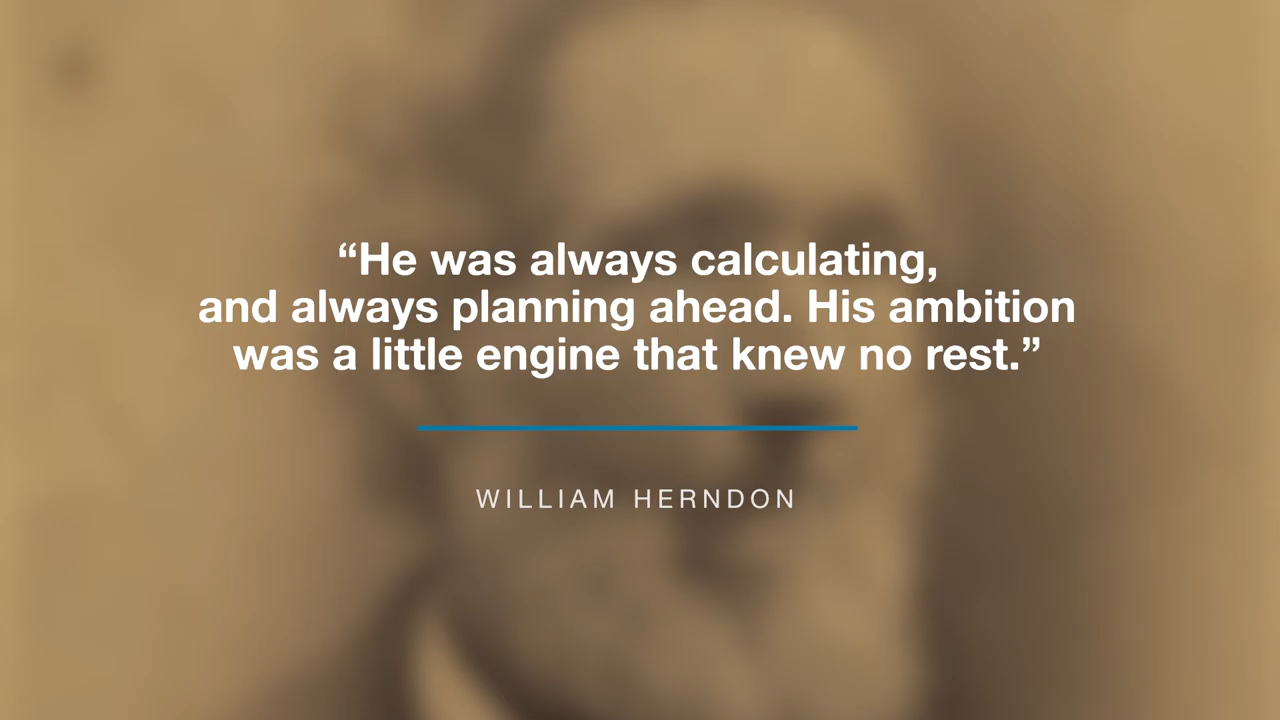 “He was always calculating,
and always planning ahead. His ambition
was a little engine that knew no rest.”
WILLIAM HERNDON